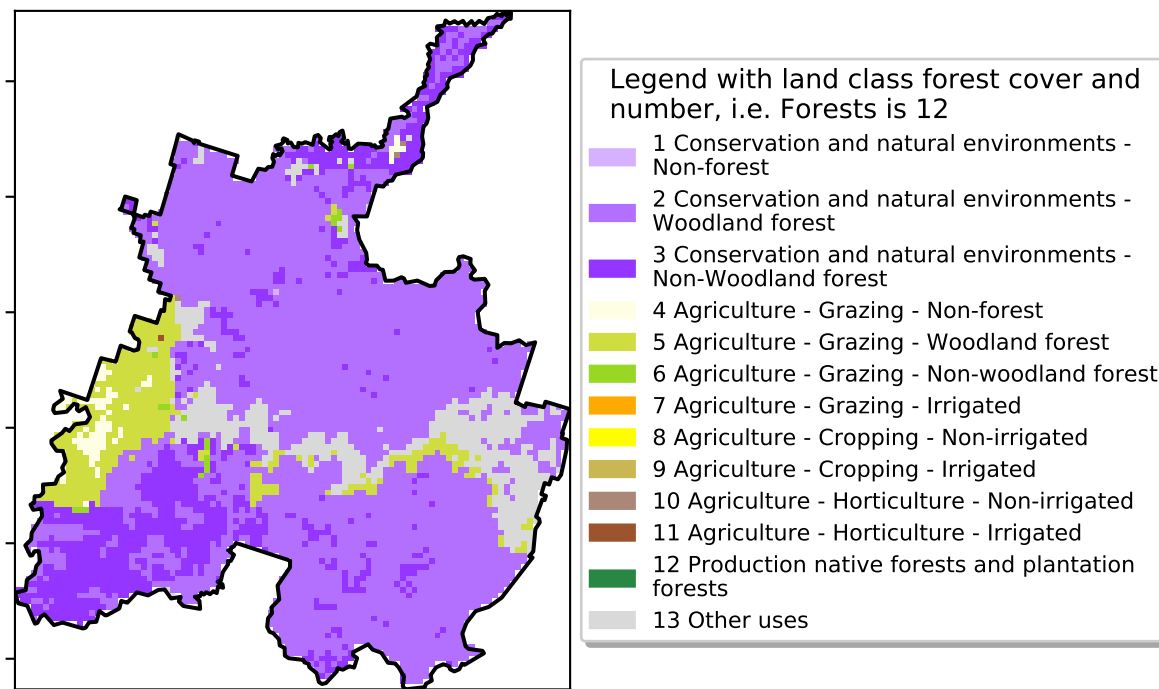 Legend with land class forest cover and
number, i.e. Forests is 12
1 Conservation and natural environments -
Non-forest
2 Conservation and natural environments -
Woodland forest
3 Conservation and natural environments -
Non-Woodland forest
4 Agriculture - Grazing - Non-forest
5 Agriculture - Grazing - Woodland forest
6 Agriculture - Grazing - Non-woodland forest
7 Agriculture - Grazing - Irrigated
8 Agriculture - Cropping - Non-irrigated
9 Agriculture - Cropping - Irrigated
10 Agriculture - Horticulture - Non-irrigated
11 Agriculture - Horticulture - Irrigated
12 Production native forests and plantation
forests
13 Other uses